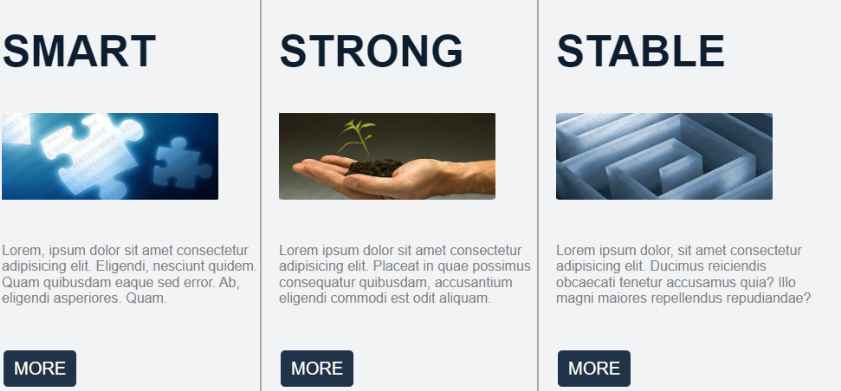 SMART
Lorem, ipsum dolor sit amet consectetur
adipisicing elit. Eligendi, nesciunt quidem.
Quam quibusdam eaque sed error. Ab,
eligendi asperiores. Quam.
MORE
STRONG
Lorem ipsum dolor sit amet consectetur
adipisicing elit. Placeat in quae possimus
consequatur quibusdam, accusantium
eligendi commodi est odit aliquam.
MORE
STABLE
Lorem ipsum dolor, sit amet consectetur
adipisicing elit. Ducimus reiciendis
obcaecati tenetur accusamus quia? Illo
magni maiores repellendus repudiandae?
MORE